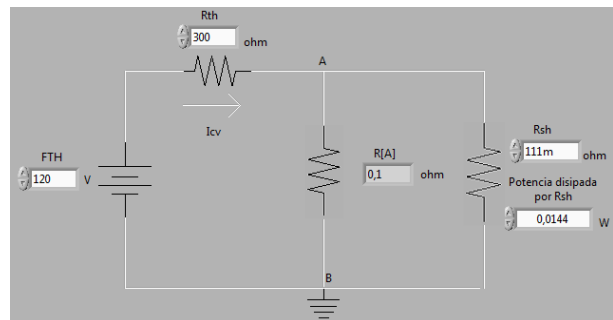 Rth
300
ohm
A
Icv
FTH
120
V
R[A]
0,1
ohm
Rsh
111m
ohm
Potencia disipada
por Rsh
0,0144
W
B